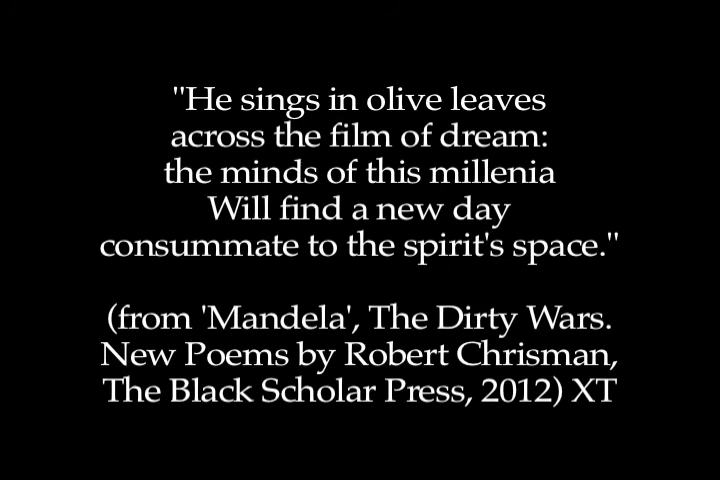 "He sings in olive leaves
across the film of dream:
the minds of this millenia
Will find a new day
consummate to the spirit's space."
(from 'Mandela', The Dirty Wars.
New Poems by Robert Chrisman,
The Black Scholar Press, 2012) XT